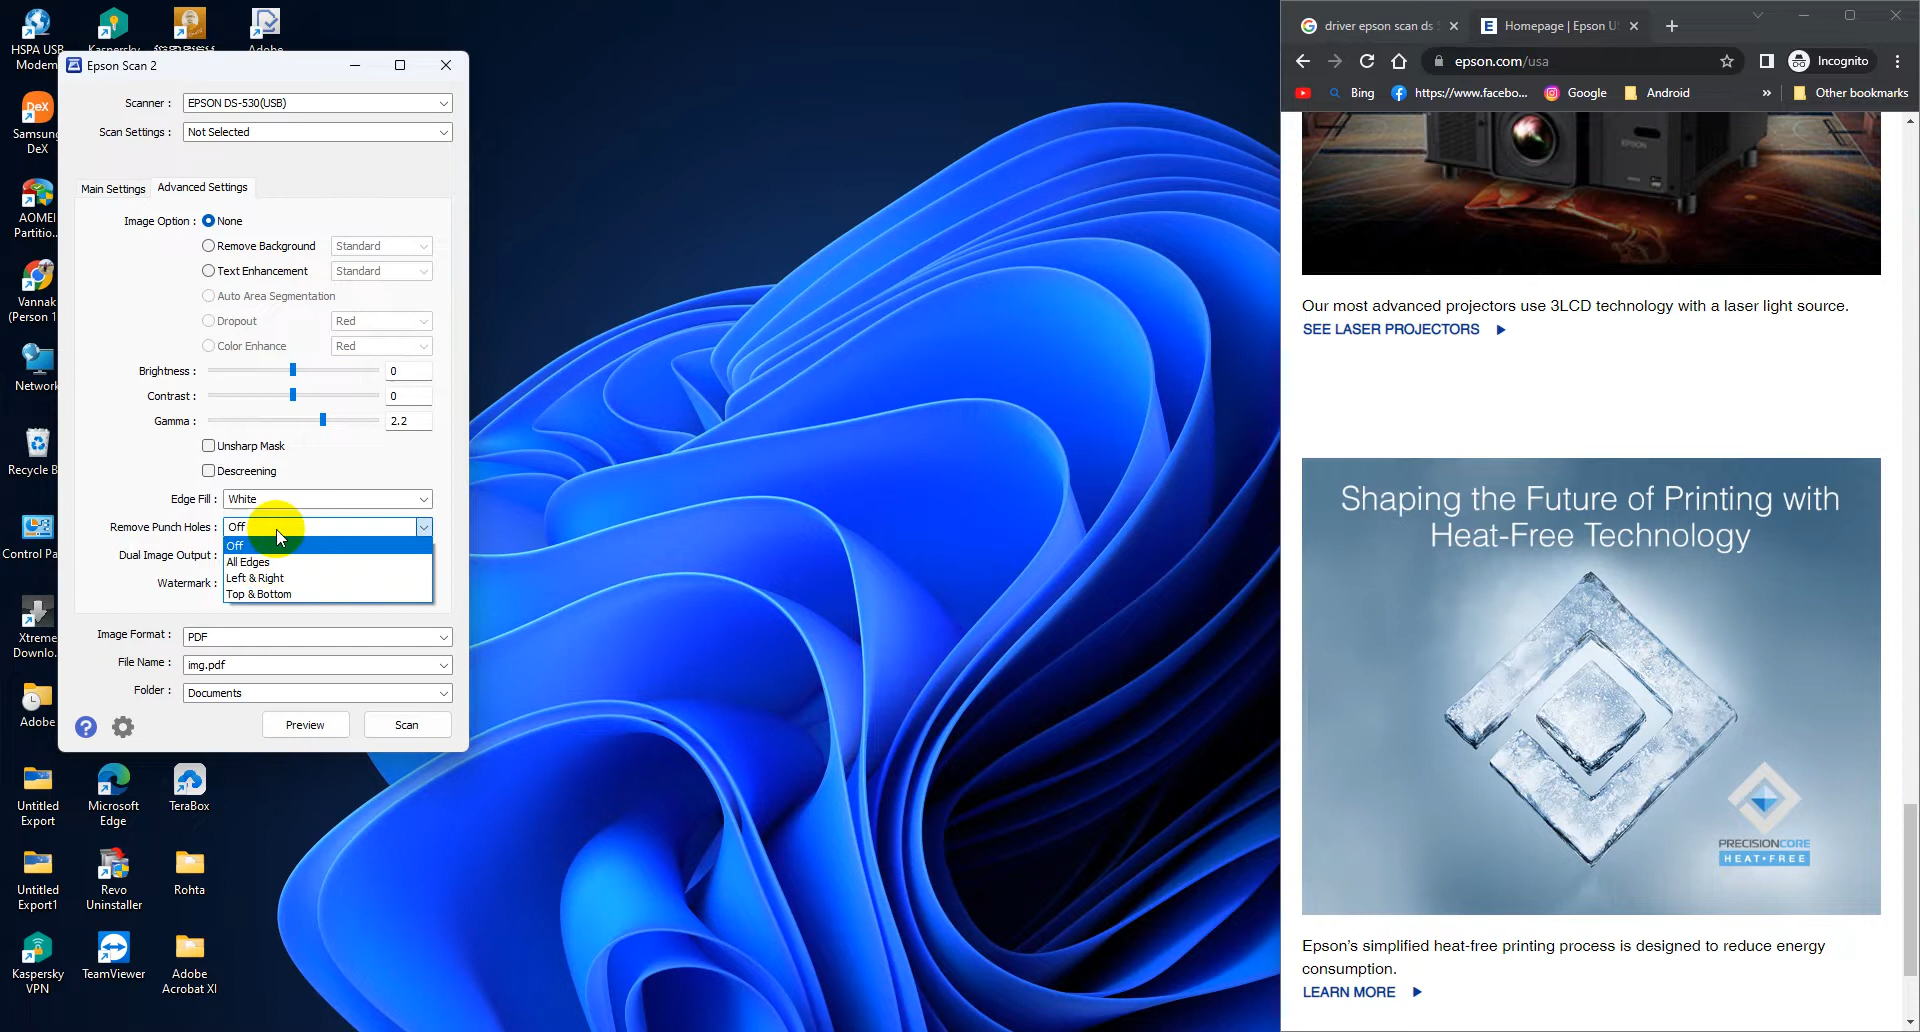 HSPA USB
Modem
Kaspersky
Adobe
Samsung
DeX
AOMEI
Partitio...
Vannak
(Person 1
Network
Recycle B
Control Pa
Xtreme
Downlo...
Adobe
Untitled
Export
Microsoft
Edge
TeraBox
Untitled
Export1
Revo
Uninstaller
Rohta
Kaspersky
VPN
TeamViewer
Adobe
Acrobat XI
DeX
Epson Scan 2
Scanner :
EPSON DS-530(USB)
Scan Settings :
Not Selected
Main Settings
Advanced Settings
Image Option :
None
Remove Background
Standard
Text Enhancement
Standard
Auto Area Segmentation
Dropout
Red
Color Enhance
Red
Brightness :
0
Contrast :
0
Gamma :
2.2
Unsharp Mask
Descreening
Edge Fill :
White
Remove Punch Holes :
Off
Off
All Edges
Left & Right
Top & Bottom
Dual Image Output :
Watermark :
Image Format :
PDF
File Name :
img.pdf
Folder :
Documents
Preview
Scan
driver epson scan ds
Homepage | Epson U
epson.com/usa
Incognito
Bing
https://www.facebo...
Google
Android
Other bookmarks
EPSON
Our most advanced projectors use 3LCD technology with a laser light source.
SEE LASER PROJECTORS
Shaping the Future of Printing with
Heat-Free Technology
PRECISIONCORE
HEAT•FREE
Epson’s simplified heat-free printing process is designed to reduce energy
consumption.
LEARN MORE